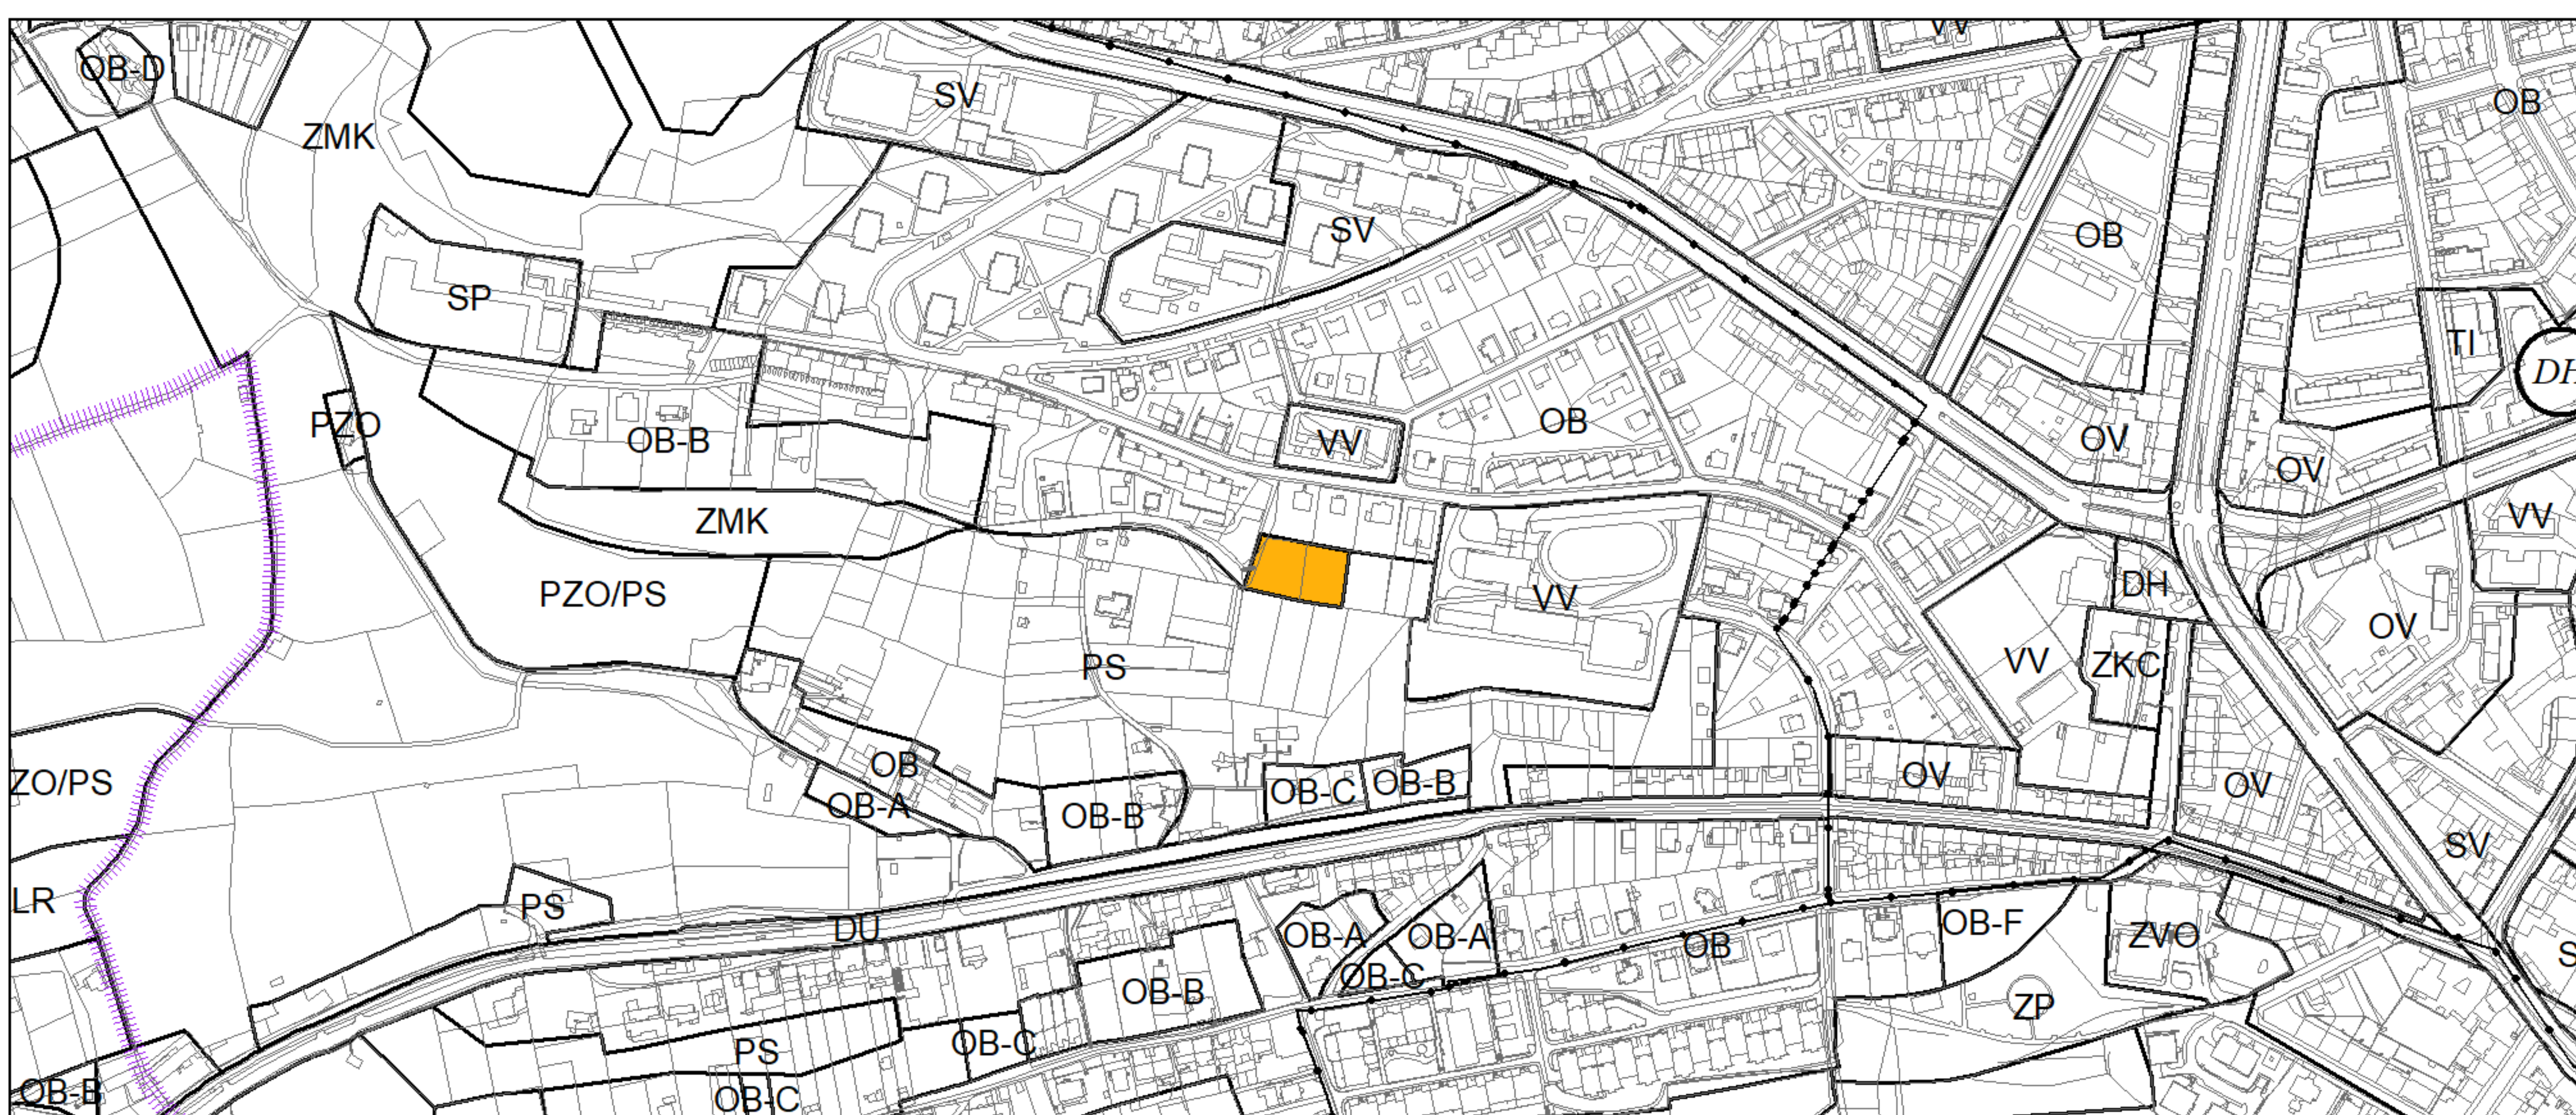 VV
OB-D
SV
OB
ZMK
SV
OB
SP
TI
DH
PZO
OB
OB-B
VV
OV
OV
ZMK
VV
PZO/PS
VV
DH
OV
PS
VV
ZKC
OB
OV
OV
ZO/PS
OB-C
OB-B
OB-A
OB-B
SV
LR
PS
DU
OB-A
OB-A
OB
OB-F
ZVO
S
OB-C
OB-B
ZP
OB-C
PS
OB-B
OB-C